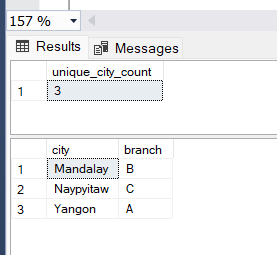 157 %
Results Messages
unique_city_count
1 3
city branch
1 Mandalay B
2 Naypyitaw C
3 Yangon A